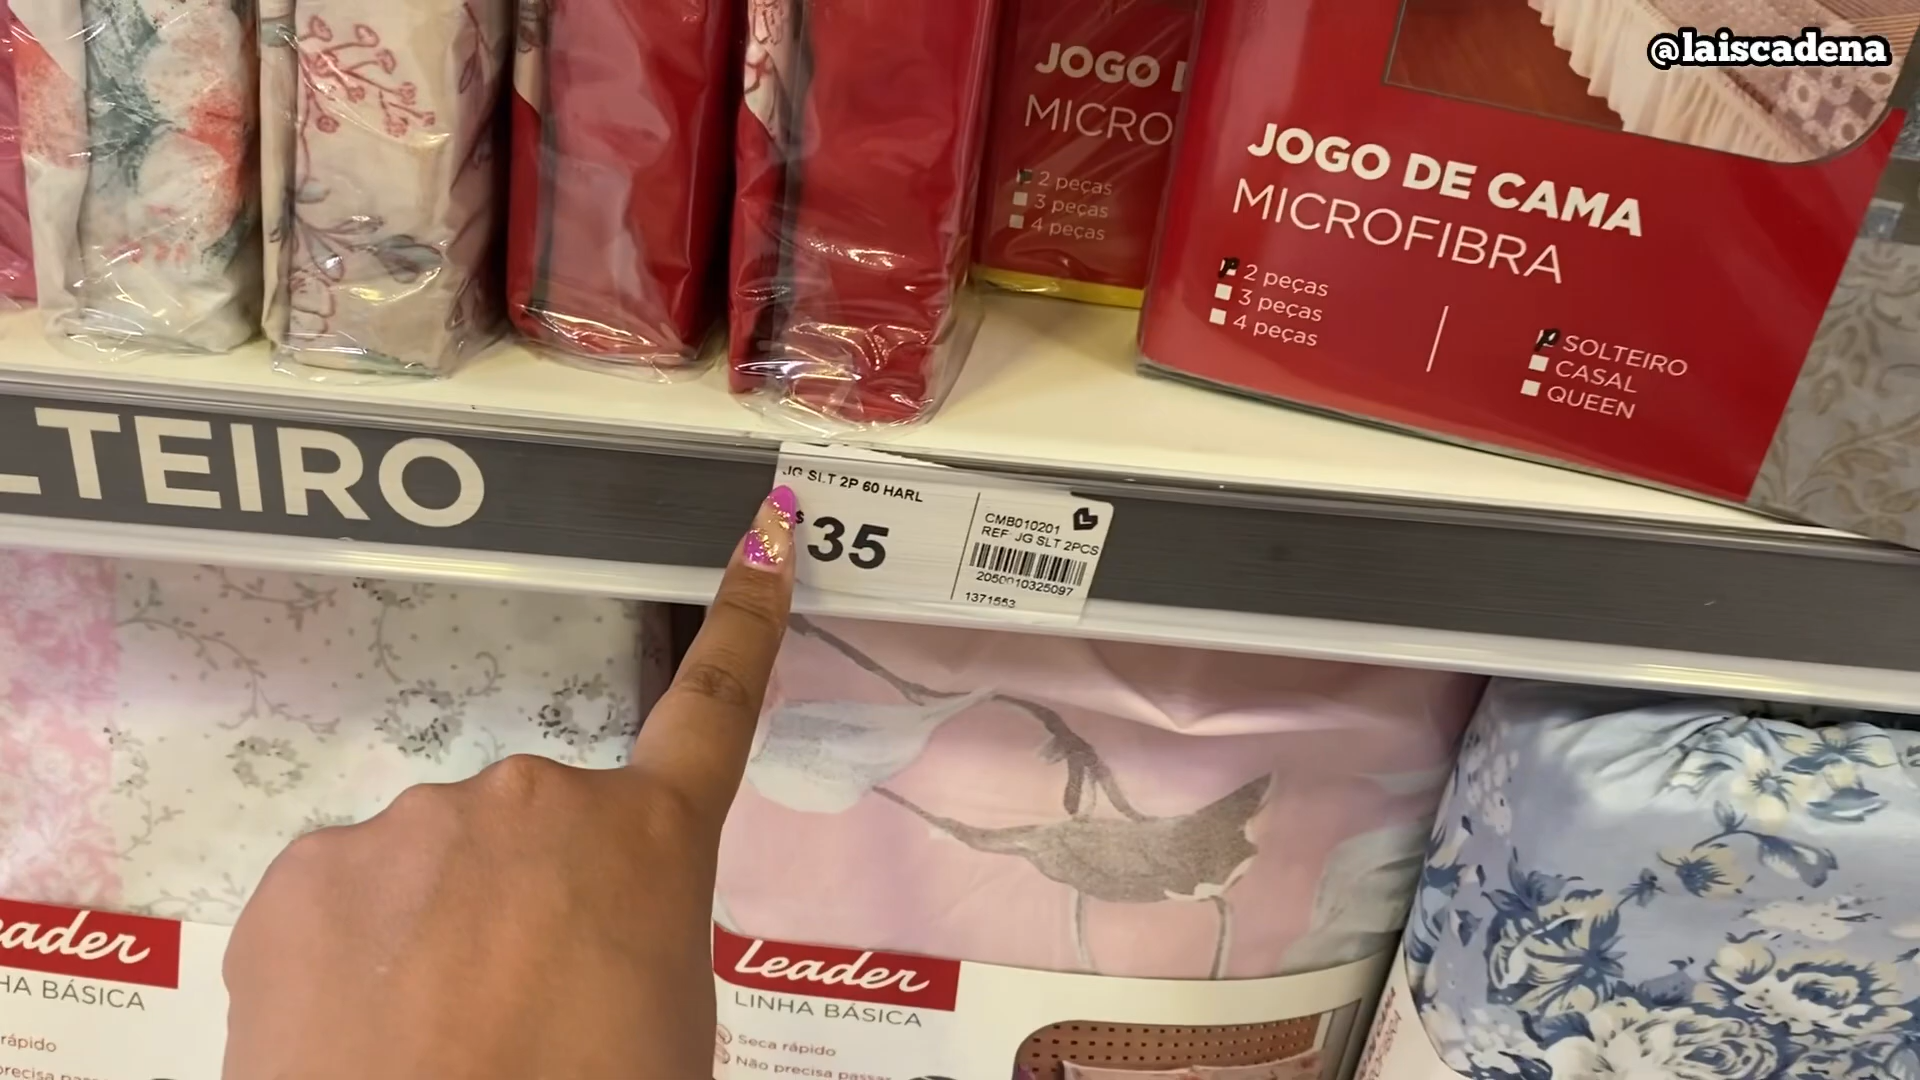 @laiscadena
JOGO
MICRO
2 peças
3 peças
4 peças
JOGO DE CAMA
MICROFIBRA
2 peças
3 peças
4 peças
SOLTEIRO
CASAL
QUEEN
LTEIRO
JG SLT 2P 60 HARL
35
CMB010201
REF: JG SLT 2PCS
2050010325097
1371553
eader
HA BÁSICA
rápido
Leader
LINHA BÁSICA
Seca rápido
Não precisa passar